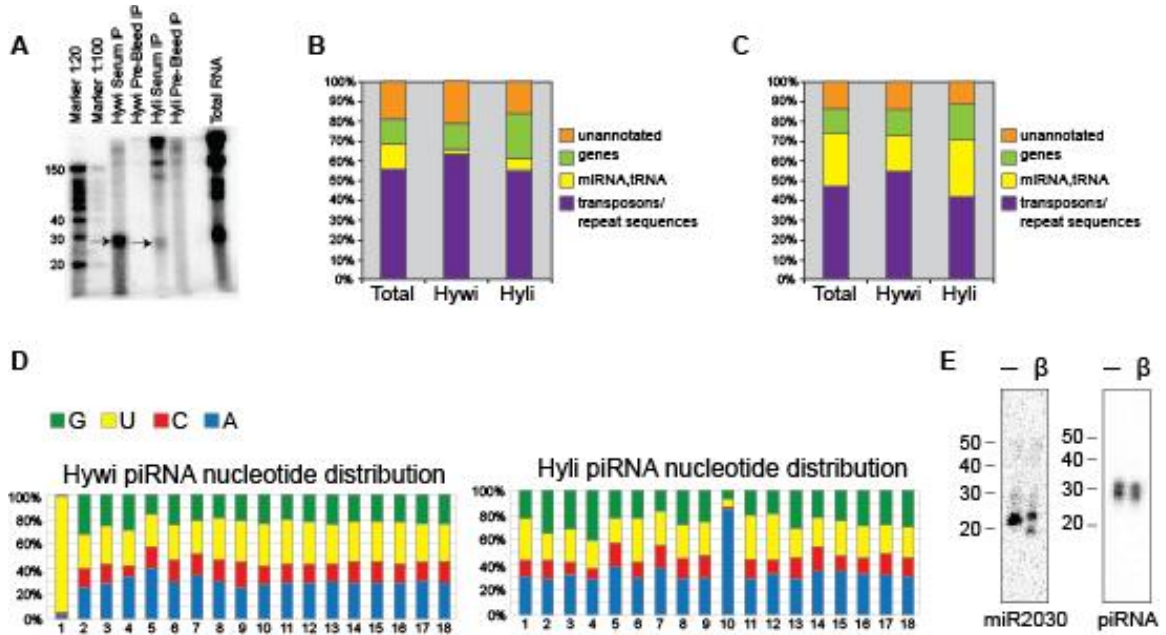 A
Marker 1:20
Marker 1:100
Hywi Serum IP
Hywi Pre-Bleed IP
Hyli Serum IP
Hyli Pre-Bleed IP
Total RNA
150
40
30
20
B
100%
90%
80%
70%
60%
50%
40%
30%
20%
10%
0%
Total Hywi Hyli
unannotated
genes
miRNA,tRNA
transposons/
repeat sequences
C
100%
90%
80%
70%
60%
50%
40%
30%
20%
10%
0%
Total Hywi Hyli
unannotated
genes
miRNA,tRNA
transposons/
repeat sequences
D
G U C A
Hywi piRNA nucleotide distribution
100%
80%
60%
40%
20%
0%
1 2 3 4 5 6 7 8 9 10 11 12 13 14 15 16 17 18
Hyli piRNA nucleotide distribution
100%
80%
60%
40%
20%
0%
1 2 3 4 5 6 7 8 9 10 11 12 13 14 15 16 17 18
E
– β
50
40
30
20
miR2030
– β
50
40
30
20
piRNA